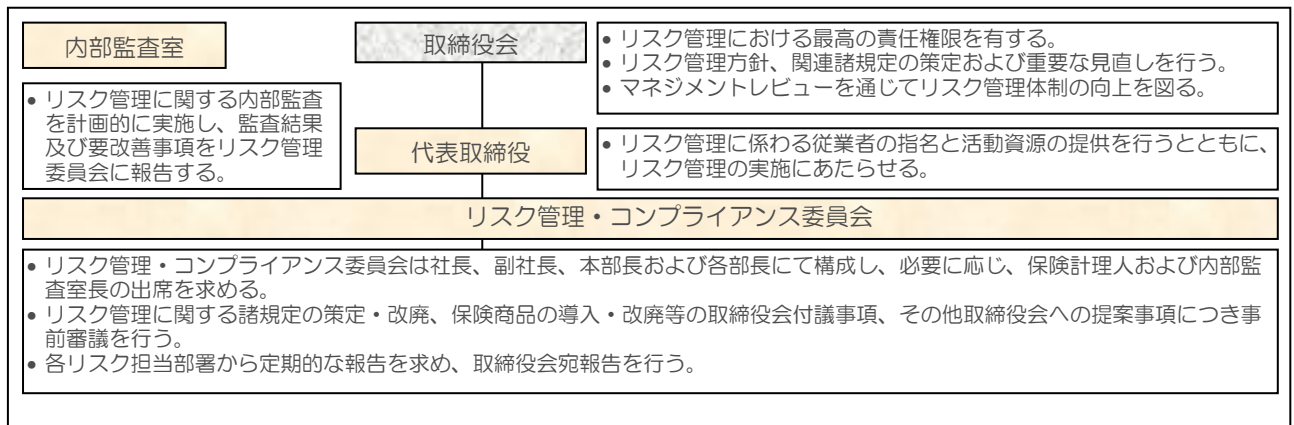 内部監査室
• リスク管理に関する内部監査
を計画的に実施し、監査結果
及び要改善事項をリスク管理
委員会に報告する。
取締役会
• リスク管理における最高の責任権限を有する。
• リスク管理方針、関連諸規定の策定および重要な見直しを行う。
• マネジメントレビューを通じてリスク管理体制の向上を図る。
代表取締役
• リスク管理に係わる従業者の指名と活動資源の提供を行うとともに、
リスク管理の実施にあたらせる。
リスク管理・コンプライアンス委員会
• リスク管理・コンプライアンス委員会は社長、副社長、本部長および各部長にて構成し、必要に応じ、保険計理人および内部監
査室長の出席を求める。
• リスク管理に関する諸規定の策定・改廃、保険商品の導入・改廃等の取締役会付議事項、その他取締役会への提案事項につき事
前審議を行う。
• 各リスク担当部署から定期的な報告を求め、取締役会宛報告を行う。